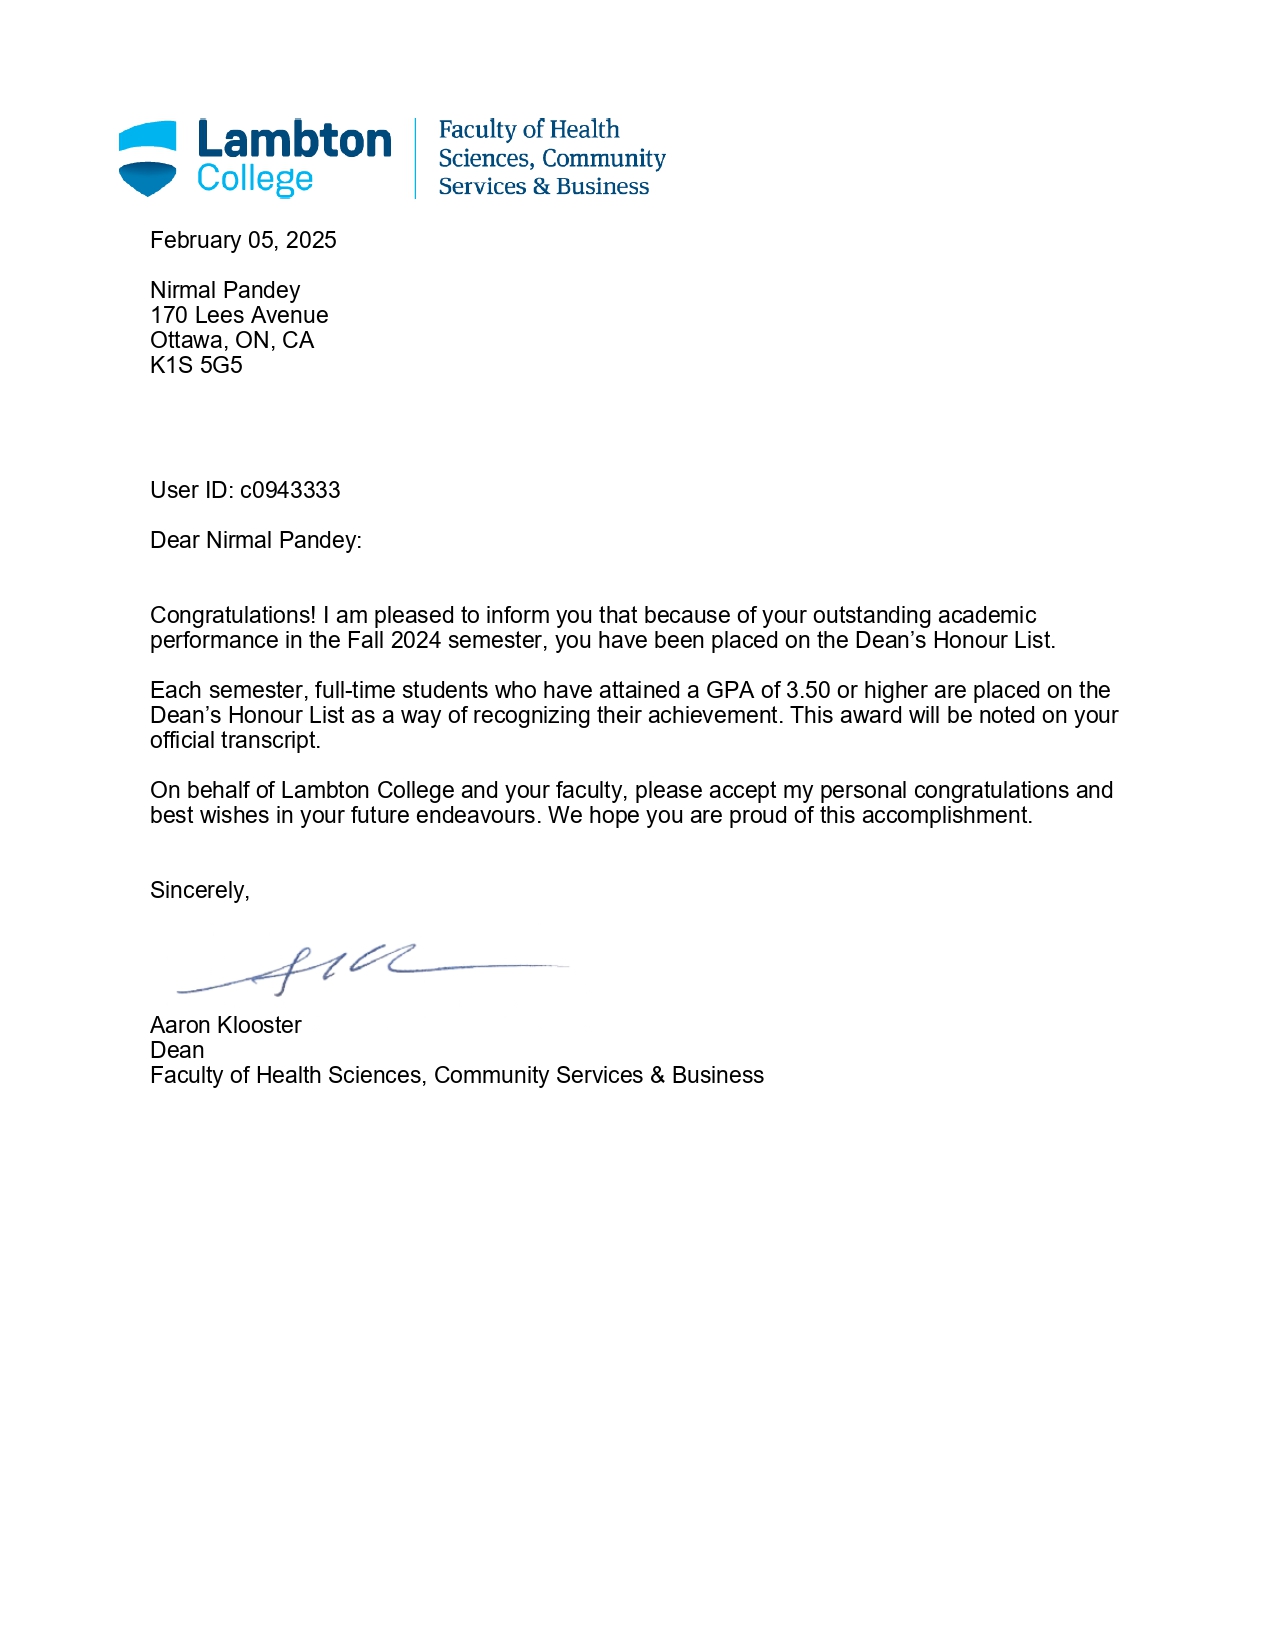 Lambton
College
Faculty of Health
Sciences, Community
Services & Business
February 05, 2025
Nirmal Pandey
170 Lees Avenue
Ottawa, ON, CA
K1S 5G5
User ID: c0943333
Dear Nirmal Pandey:
Congratulations! I am pleased to inform you that because of your outstanding academic
performance in the Fall 2024 semester, you have been placed on the Dean’s Honour List.
Each semester, full-time students who have attained a GPA of 3.50 or higher are placed on the
Dean’s Honour List as a way of recognizing their achievement. This award will be noted on your
official transcript.
On behalf of Lambton College and your faculty, please accept my personal congratulations and
best wishes in your future endeavours. We hope you are proud of this accomplishment.
Sincerely,
Aaron Klooster
Dean
Faculty of Health Sciences, Community Services & Business